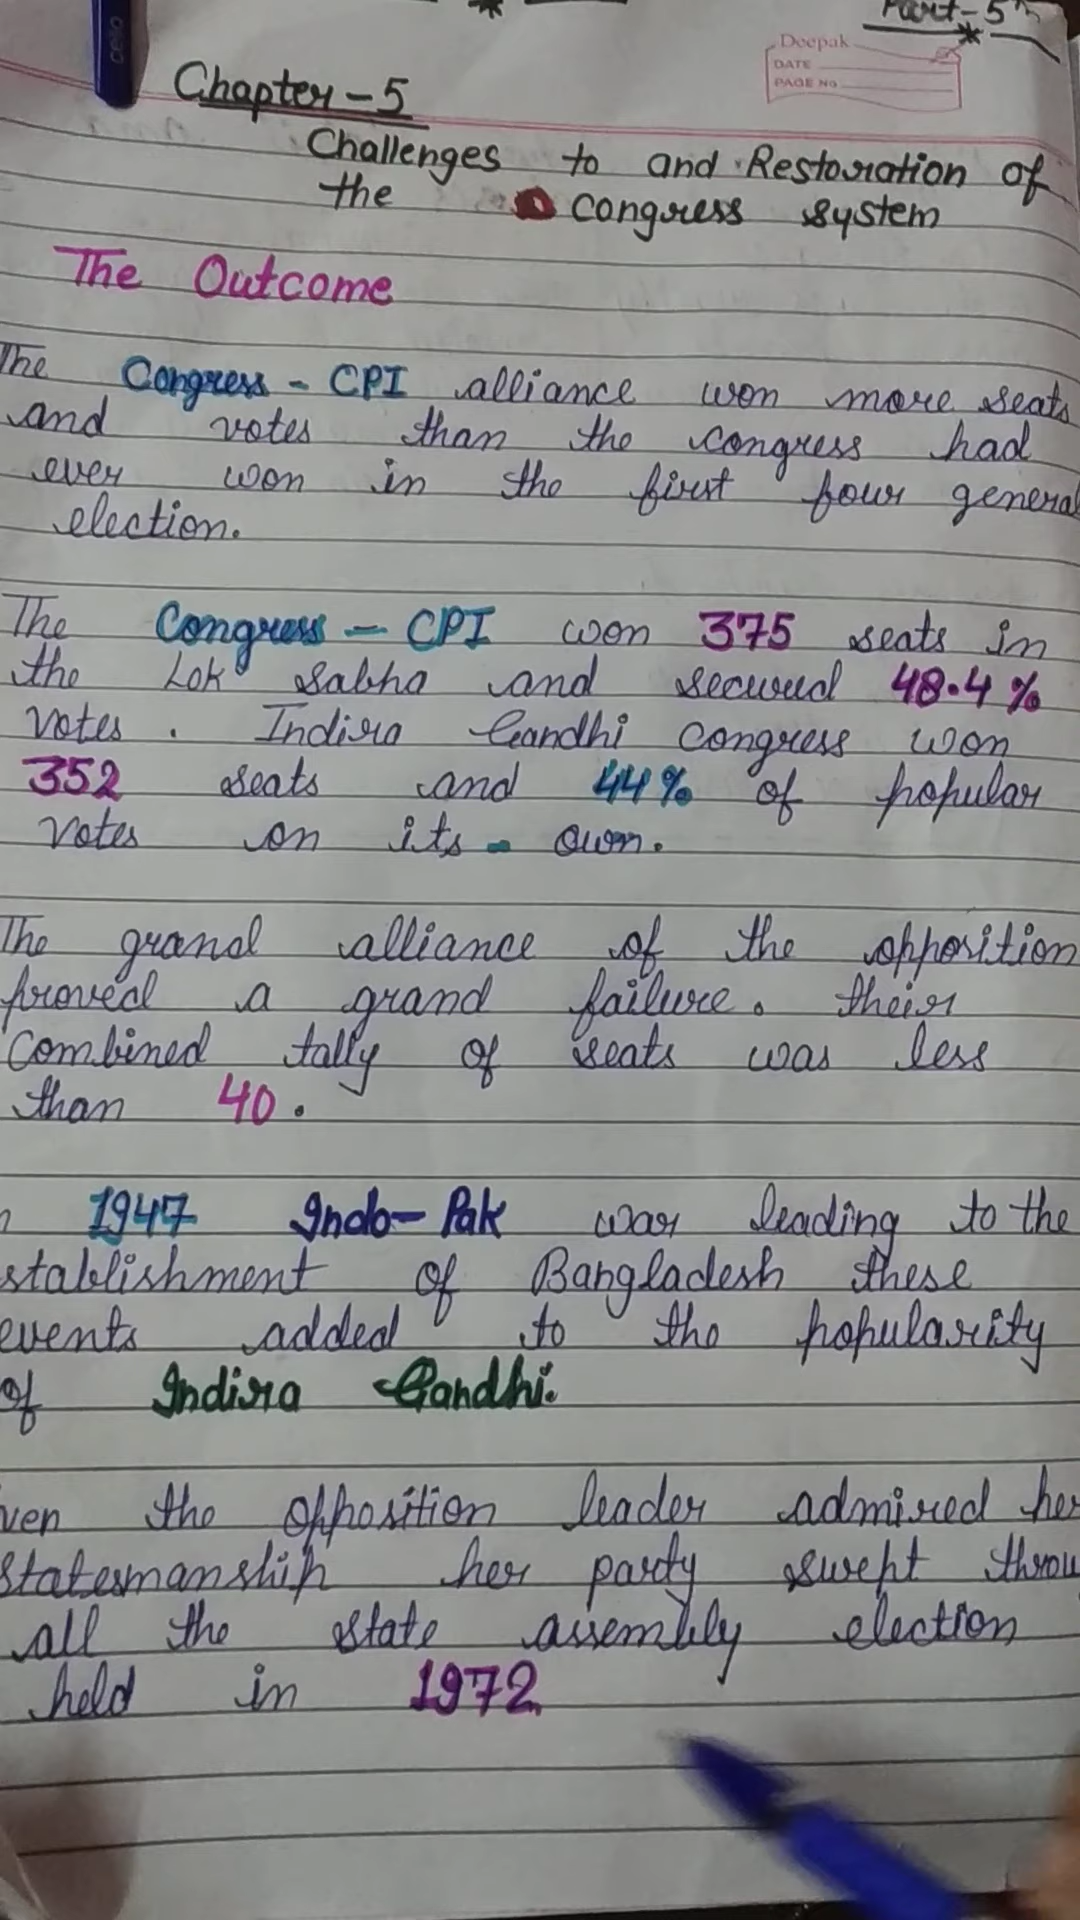 Part-5
Deepak
DATE
PAGE No
cello
Chapter-5
Challenges to and Restoration of
the Congress system
The Outcome
The Congress - CPI alliance won more seats
and votes than the congress had
ever won in the first four general
election.
The Congress - CPI won 375 seats in
the Lok Sabha and secured 48.4%
votes. Indira Gandhi Congress won
352 seats and 44% of popular
votes on its own.
The grand alliance of the opposition
proved a grand failure. their
combined tally of seats was less
than 40.
1947 Indo-Pak war leading to the
stablishment of Bangladesh these
events added to the popularity
of Indira Gandhi.
ven the opposition leader admired her
statesmanship her party swept throu
all the state assembly election
held in 1972